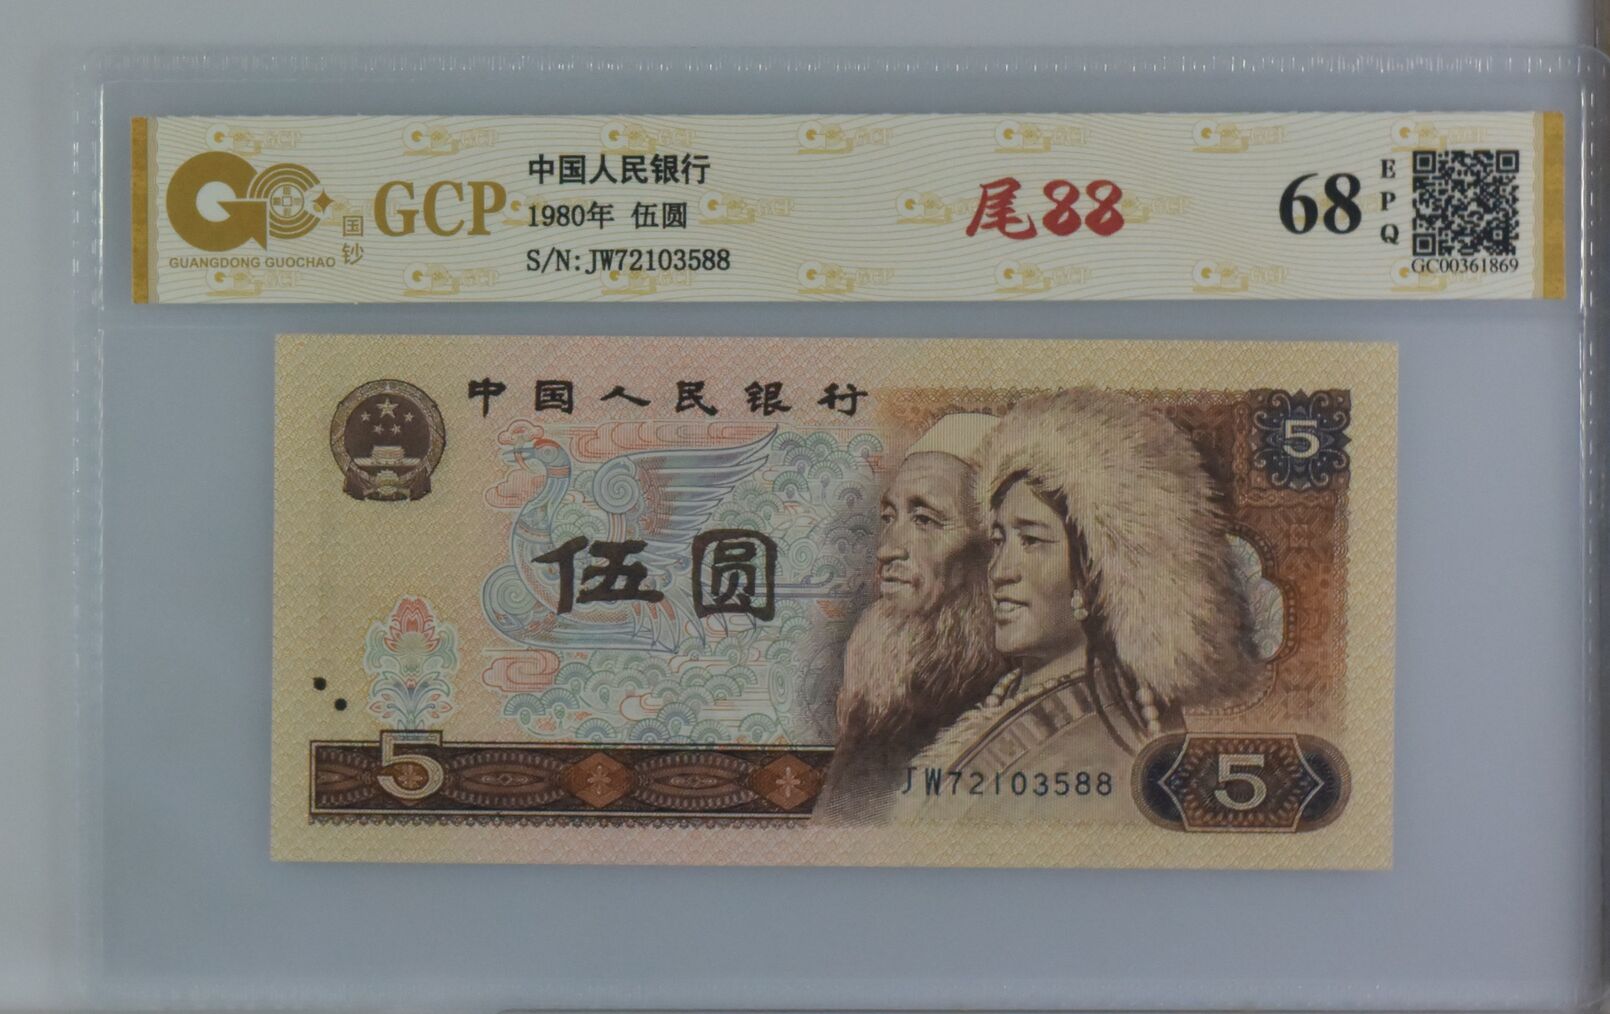 GCP
GUANGDONG GUOCHAO
国钞
中国人民银行
1980年 伍圆
S/N:JW72103588
尾88
68
EPQ
GC00361869
中国人民银行
5
伍圆
5
JW72103588
5